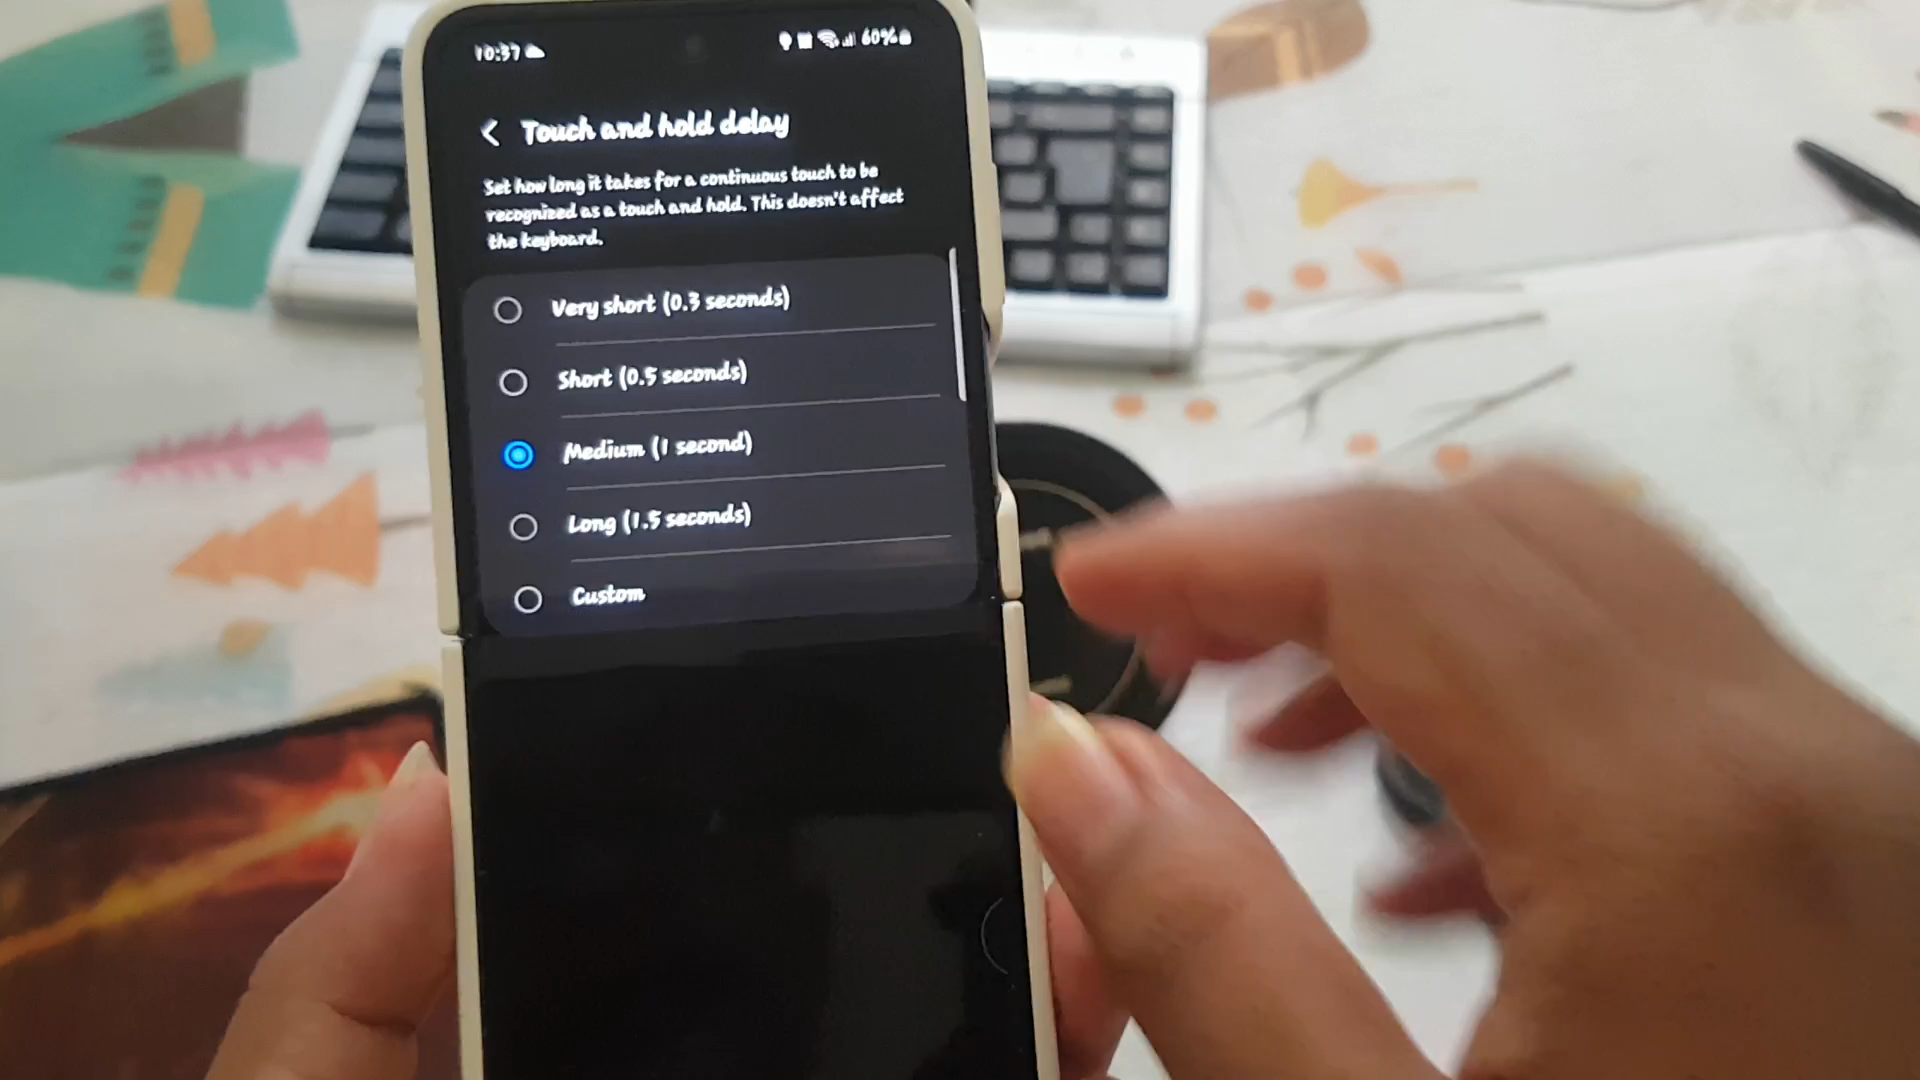 10:37 60%
Touch and hold delay
Set how long it takes for a continuous touch to be
recognized as a touch and hold. This doesn't affect
the keyboard.
Very short (0.3 seconds)
Short (0.5 seconds)
Medium (1 second)
Long (1.5 seconds)
Custom